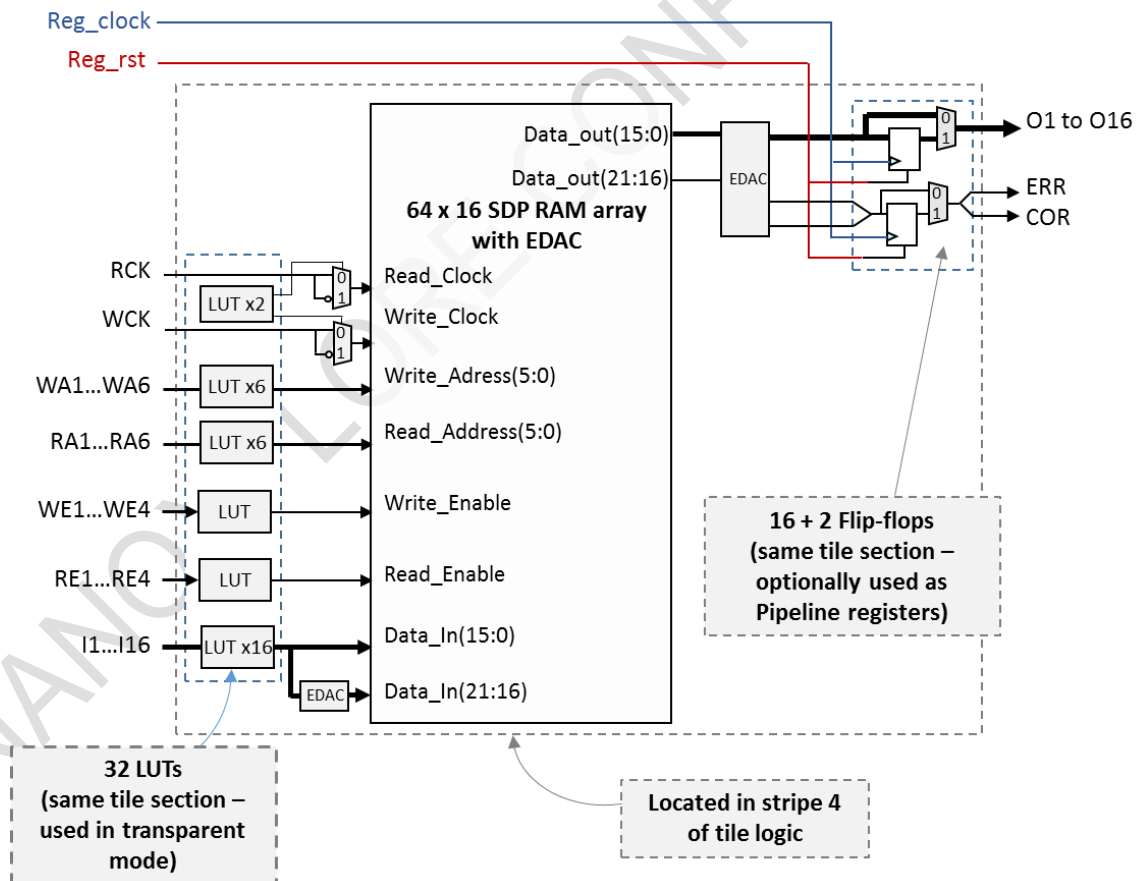 Reg_clock
Reg_rst
Data_out(15:0)
Data_out(21:16)
64 x 16 SDP RAM array
with EDAC
EDAC
0
1
O1 to O16
0
1
ERR
COR
RCK
LUT x2
0
1
Read_Clock
WCK
0
1
Write_Clock
WA1...WA6
LUT x6
Write_Adress(5:0)
RA1...RA6
LUT x6
Read_Address(5:0)
WE1...WE4
LUT
Write_Enable
RE1...RE4
LUT
Read_Enable
I1...I16
LUT x16
Data_In(15:0)
EDAC
Data_In(21:16)
16 + 2 Flip-flops
(same tile section –
optionally used as
Pipeline registers)
32 LUTs
(same tile section –
used in transparent
mode)
Located in stripe 4
of tile logic